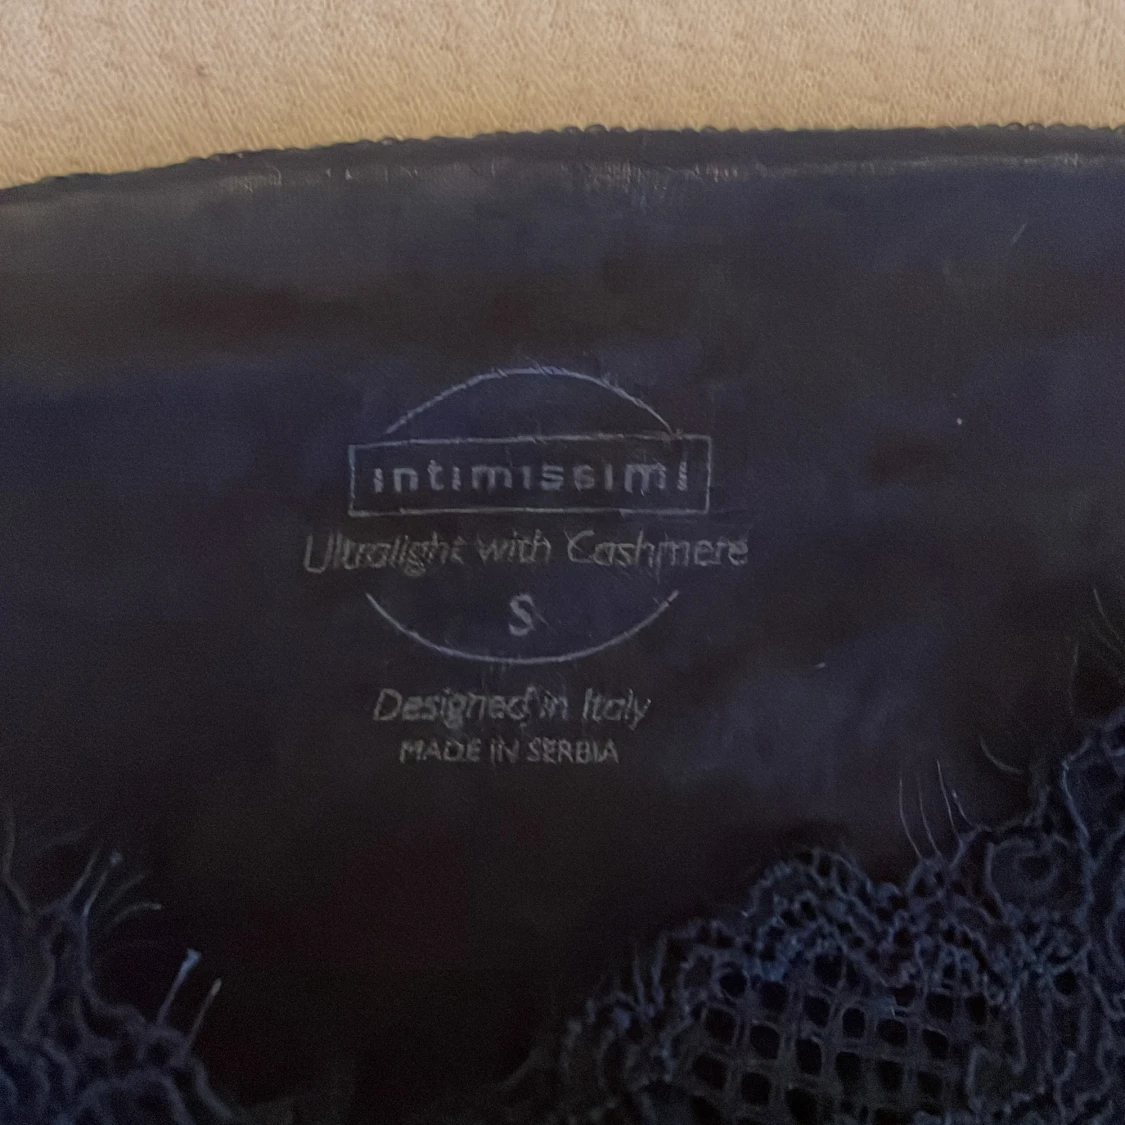 intimissimi
Ultralight with Cashmere
S
Designed in Italy
MADE IN SERBIA